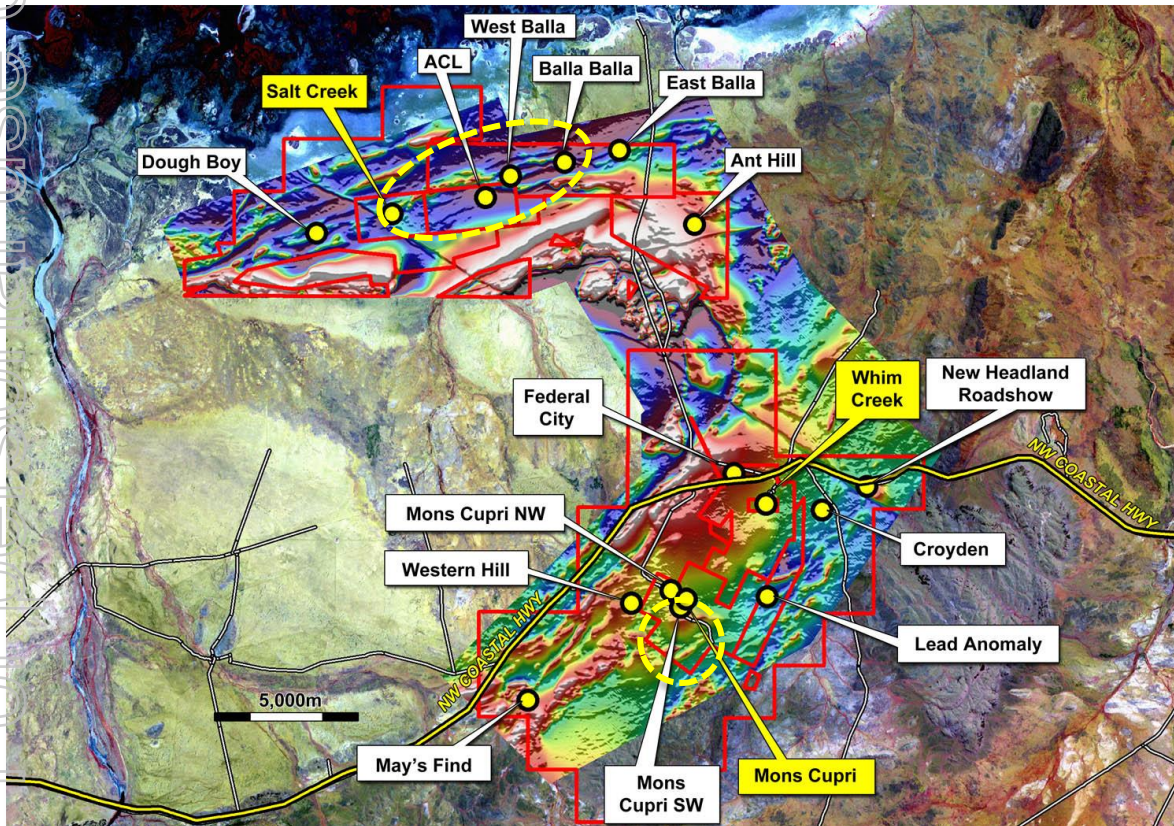 West Balla
ACL
Balla Balla
Salt Creek
East Balla
Dough Boy
Ant Hill
Whim
Creek
New Headland
Roadshow
Federal
City
NW COASTAL HWY
Mons Cupri NW
Croyden
Western Hill
NW COASTAL HWY
Lead Anomaly
5,000m
May's Find
Mons
Cupri SW
Mons Cupri